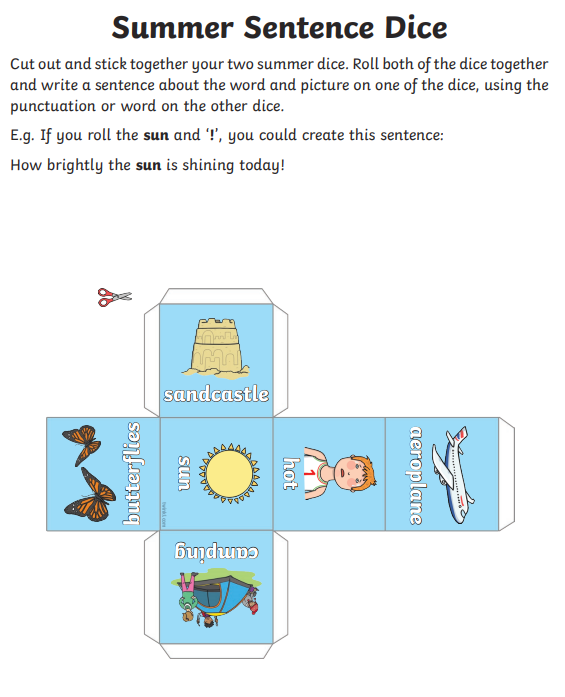 Summer Sentence Dice
Cut out and stick together your two summer dice. Roll both of the dice together
and write a sentence about the word and picture on one of the dice, using the
punctuation or word on the other dice.
E.g. If you roll the sun and ‘!’, you could create this sentence:
How brightly the sun is shining today!
sandcastle
butterflies
sun
hot
1
aeroplane
camping